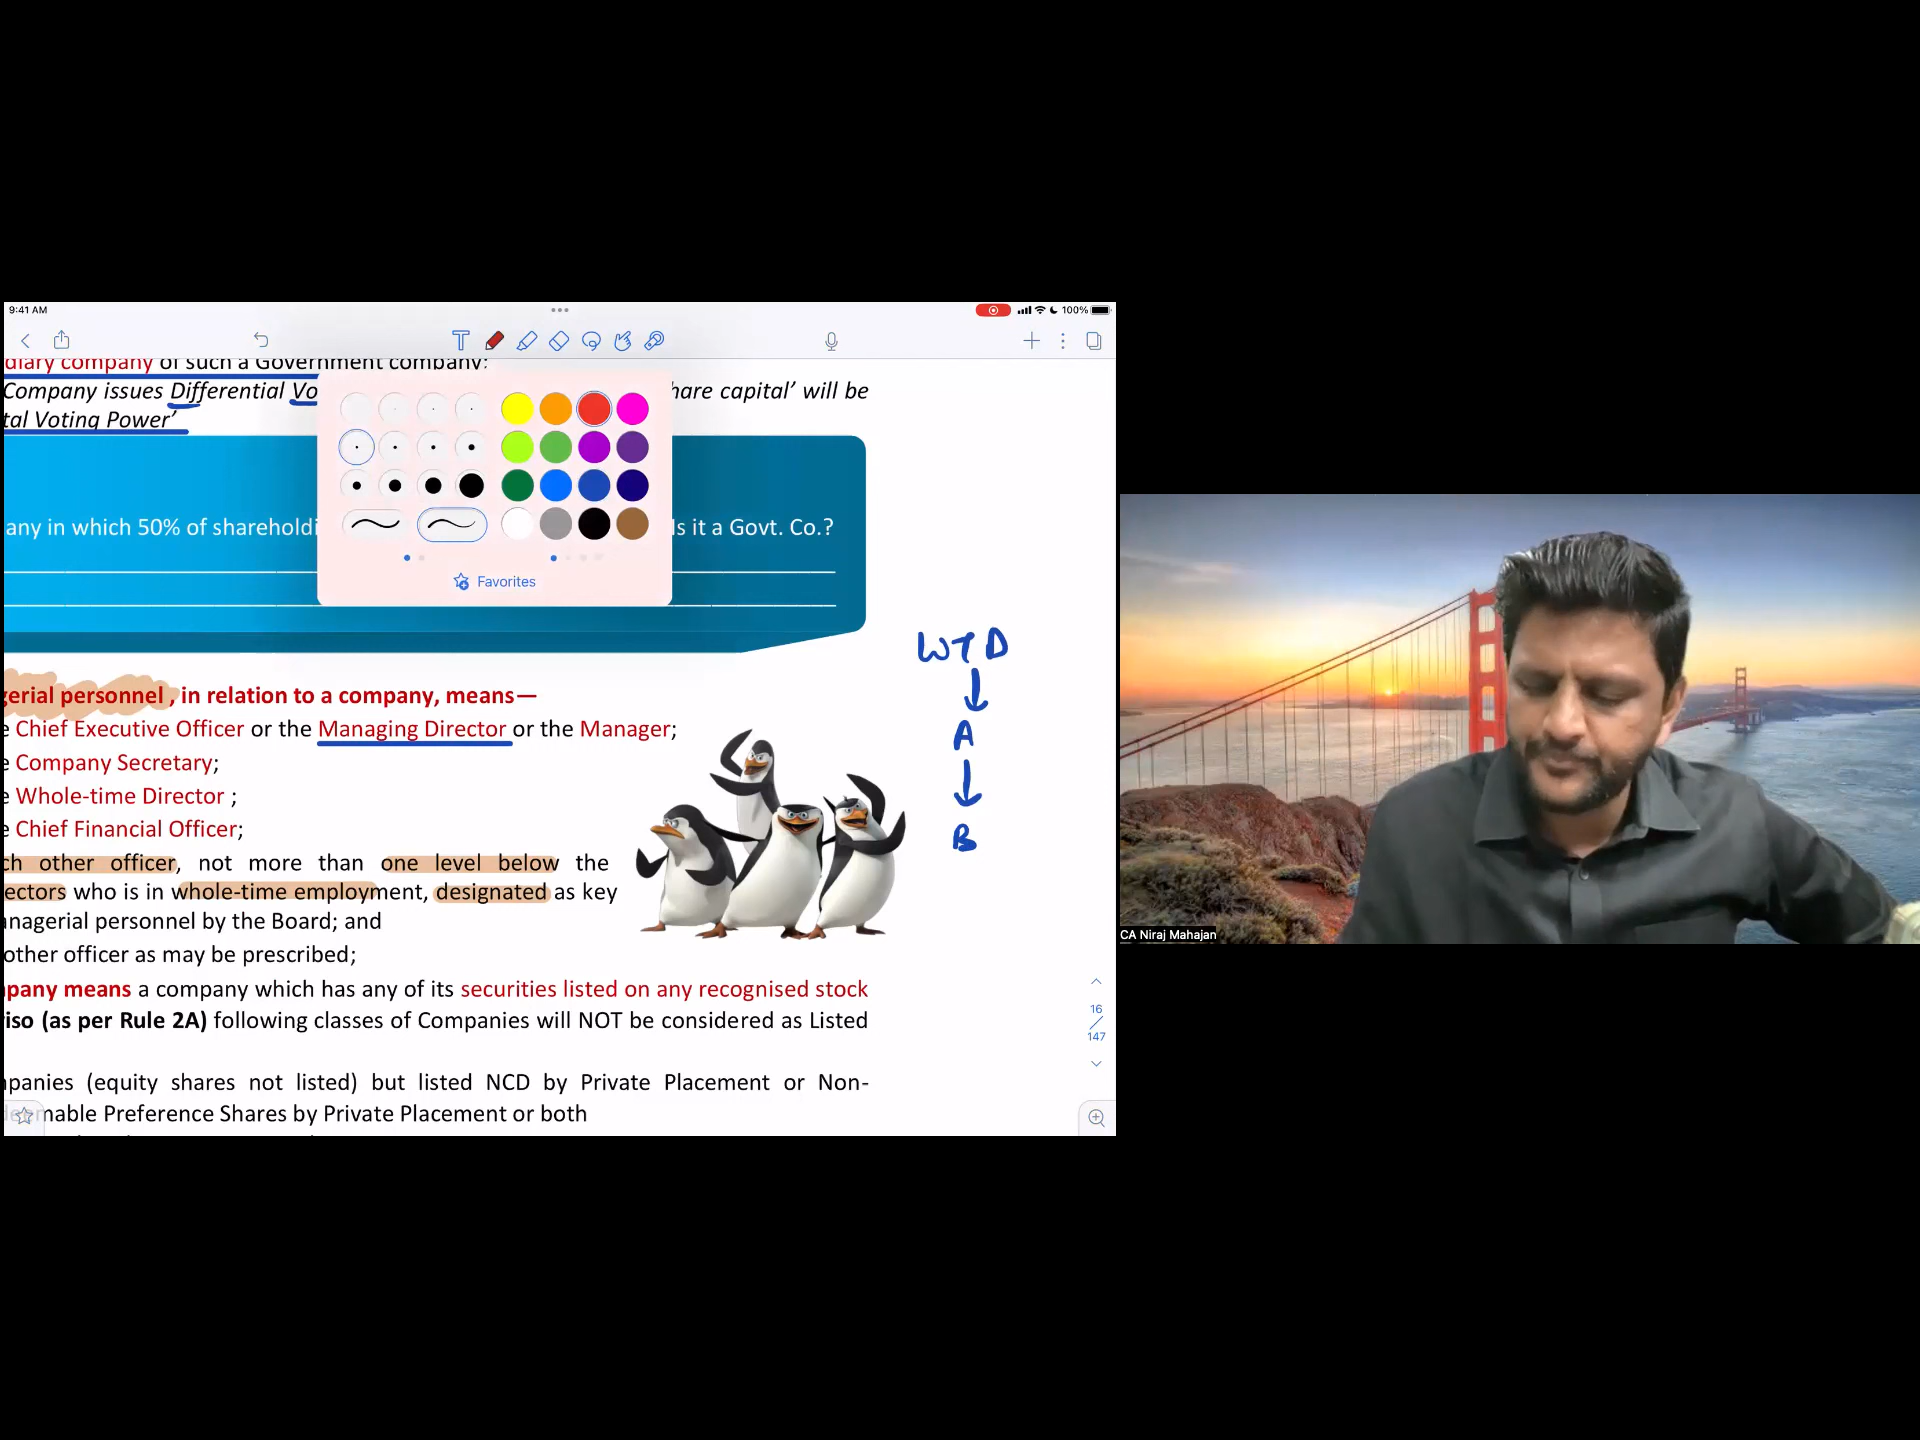 9:41 AM
100%
diary company of such a Government company;
Company issues Differential Vo hare capital’ will be
tal Voting Power’
any in which 50% of shareholdi Is it a Govt. Co.?
Favorites
WTD
A
B
gerial personnel , in relation to a company, means—
e Chief Executive Officer or the Managing Director or the Manager;
e Company Secretary;
e Whole-time Director ;
e Chief Financial Officer;
ch other officer, not more than one level below the
ectors who is in whole-time employment, designated as key
anagerial personnel by the Board; and
other officer as may be prescribed;
pany means a company which has any of its securities listed on any recognised stock
iso (as per Rule 2A) following classes of Companies will NOT be considered as Listed
panies (equity shares not listed) but listed NCD by Private Placement or Non-
deemable Preference Shares by Private Placement or both
16
147
CA Niraj Mahajan